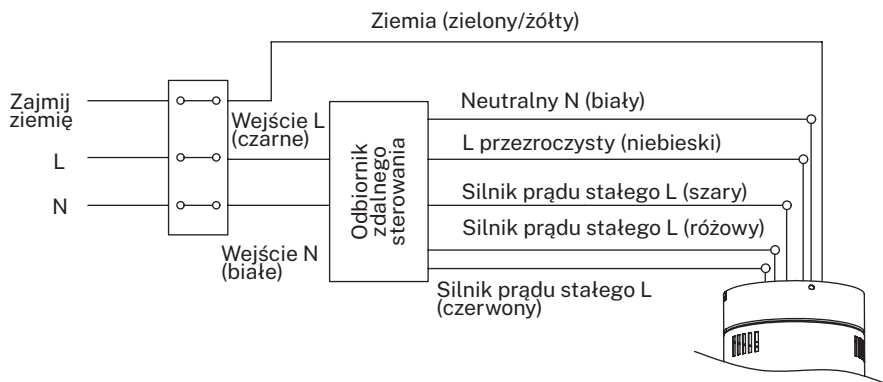 Ziemia (zielony/żółty)
Zajmij
ziemię
L
N
Wejście L
(czarne)
Wejście N
(białe)
Odbiornik
zdalnego
sterowania
Neutralny N (biały)
L przezroczysty (niebieski)
Silnik prądu stałego L (szary)
Silnik prądu stałego L (różowy)
Silnik prądu stałego L
(czerwony)